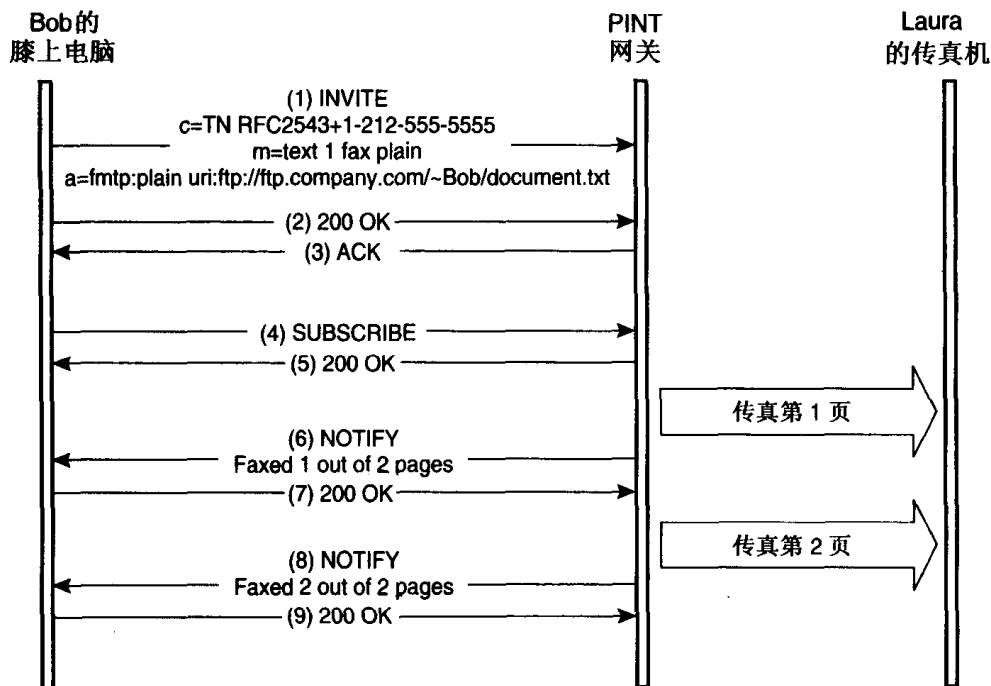 Bob的
膝上电脑
PINT
网关
Laura
的传真机
(1) INVITE
c=TN RFC2543+1-212-555-5555
m=text 1 fax plain
a=fmtp:plain uri:ftp://ftp.company.com/~Bob/document.txt
(2) 200 OK
(3) ACK
(4) SUBSCRIBE
(5) 200 OK
传真第 1 页
(6) NOTIFY
Faxed 1 out of 2 pages
(7) 200 OK
传真第 2 页
(8) NOTIFY
Faxed 2 out of 2 pages
(9) 200 OK